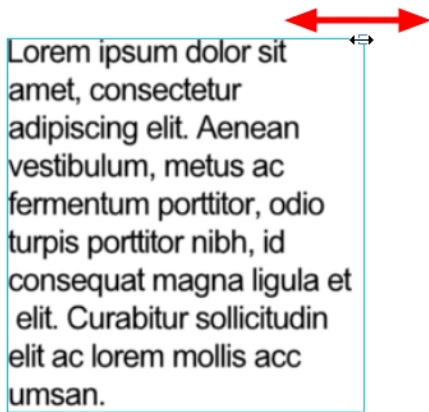 Lorem ipsum dolor sit
amet, consectetur
adipiscing elit. Aenean
vestibulum, metus ac
fermentum porttitor, odio
turpis porttitor nibh, id
consequat magna ligula et
elit. Curabitur sollicitudin
elit ac lorem mollis acc
umsan.